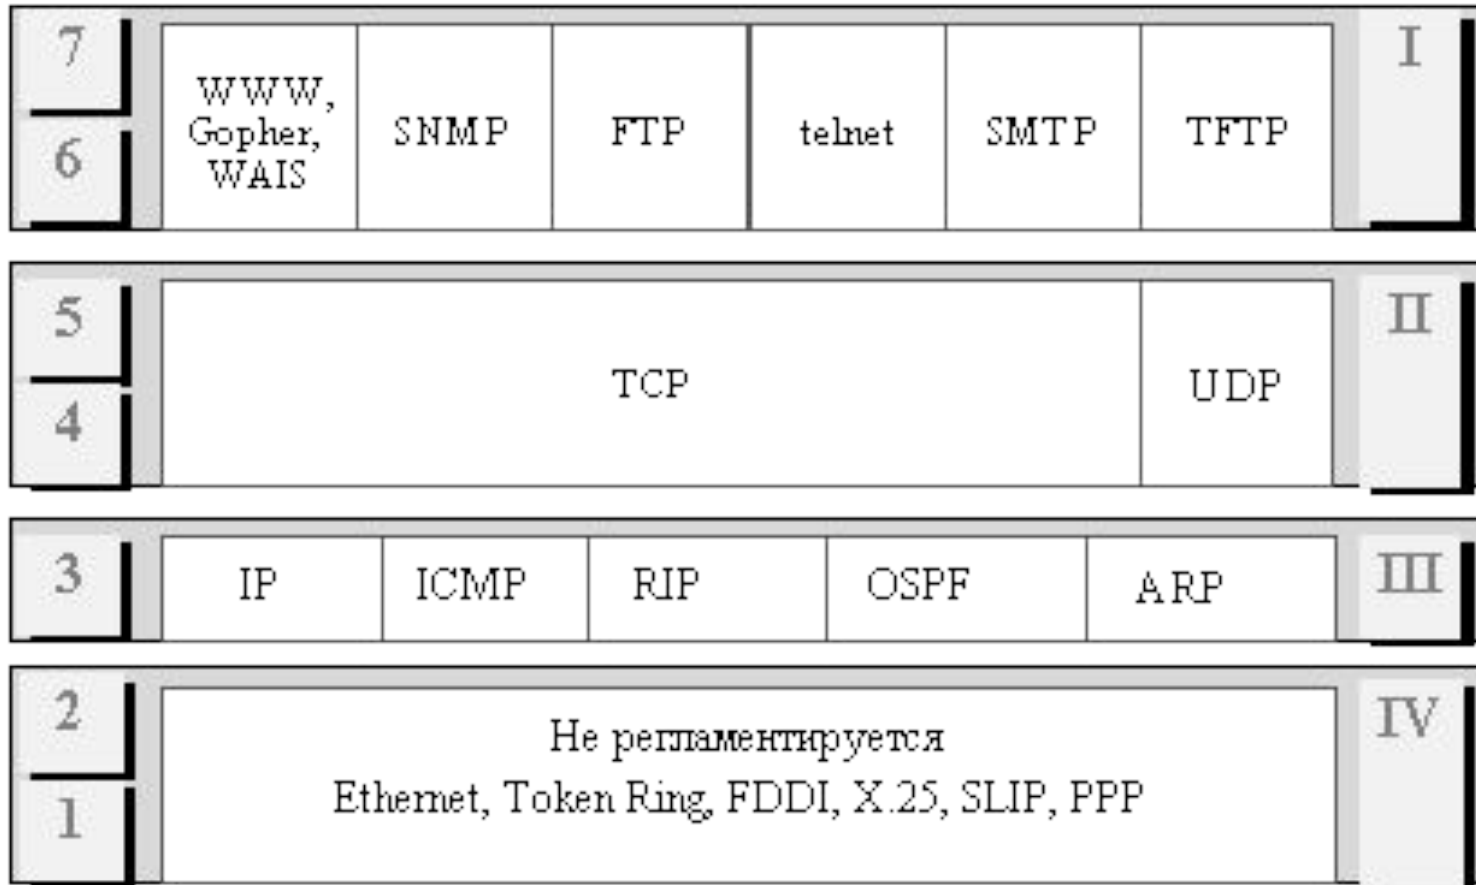 7
6
WWW,
Gopher,
WAIS
SNMP
FTP
telnet
SMTP
TFTP
I
5
4
TCP
UDP
II
3
IP
ICMP
RIP
OSPF
ARP
III
2
1
Не регламентируется
Ethernet, Token Ring, FDDI, X.25, SLIP, PPP
IV